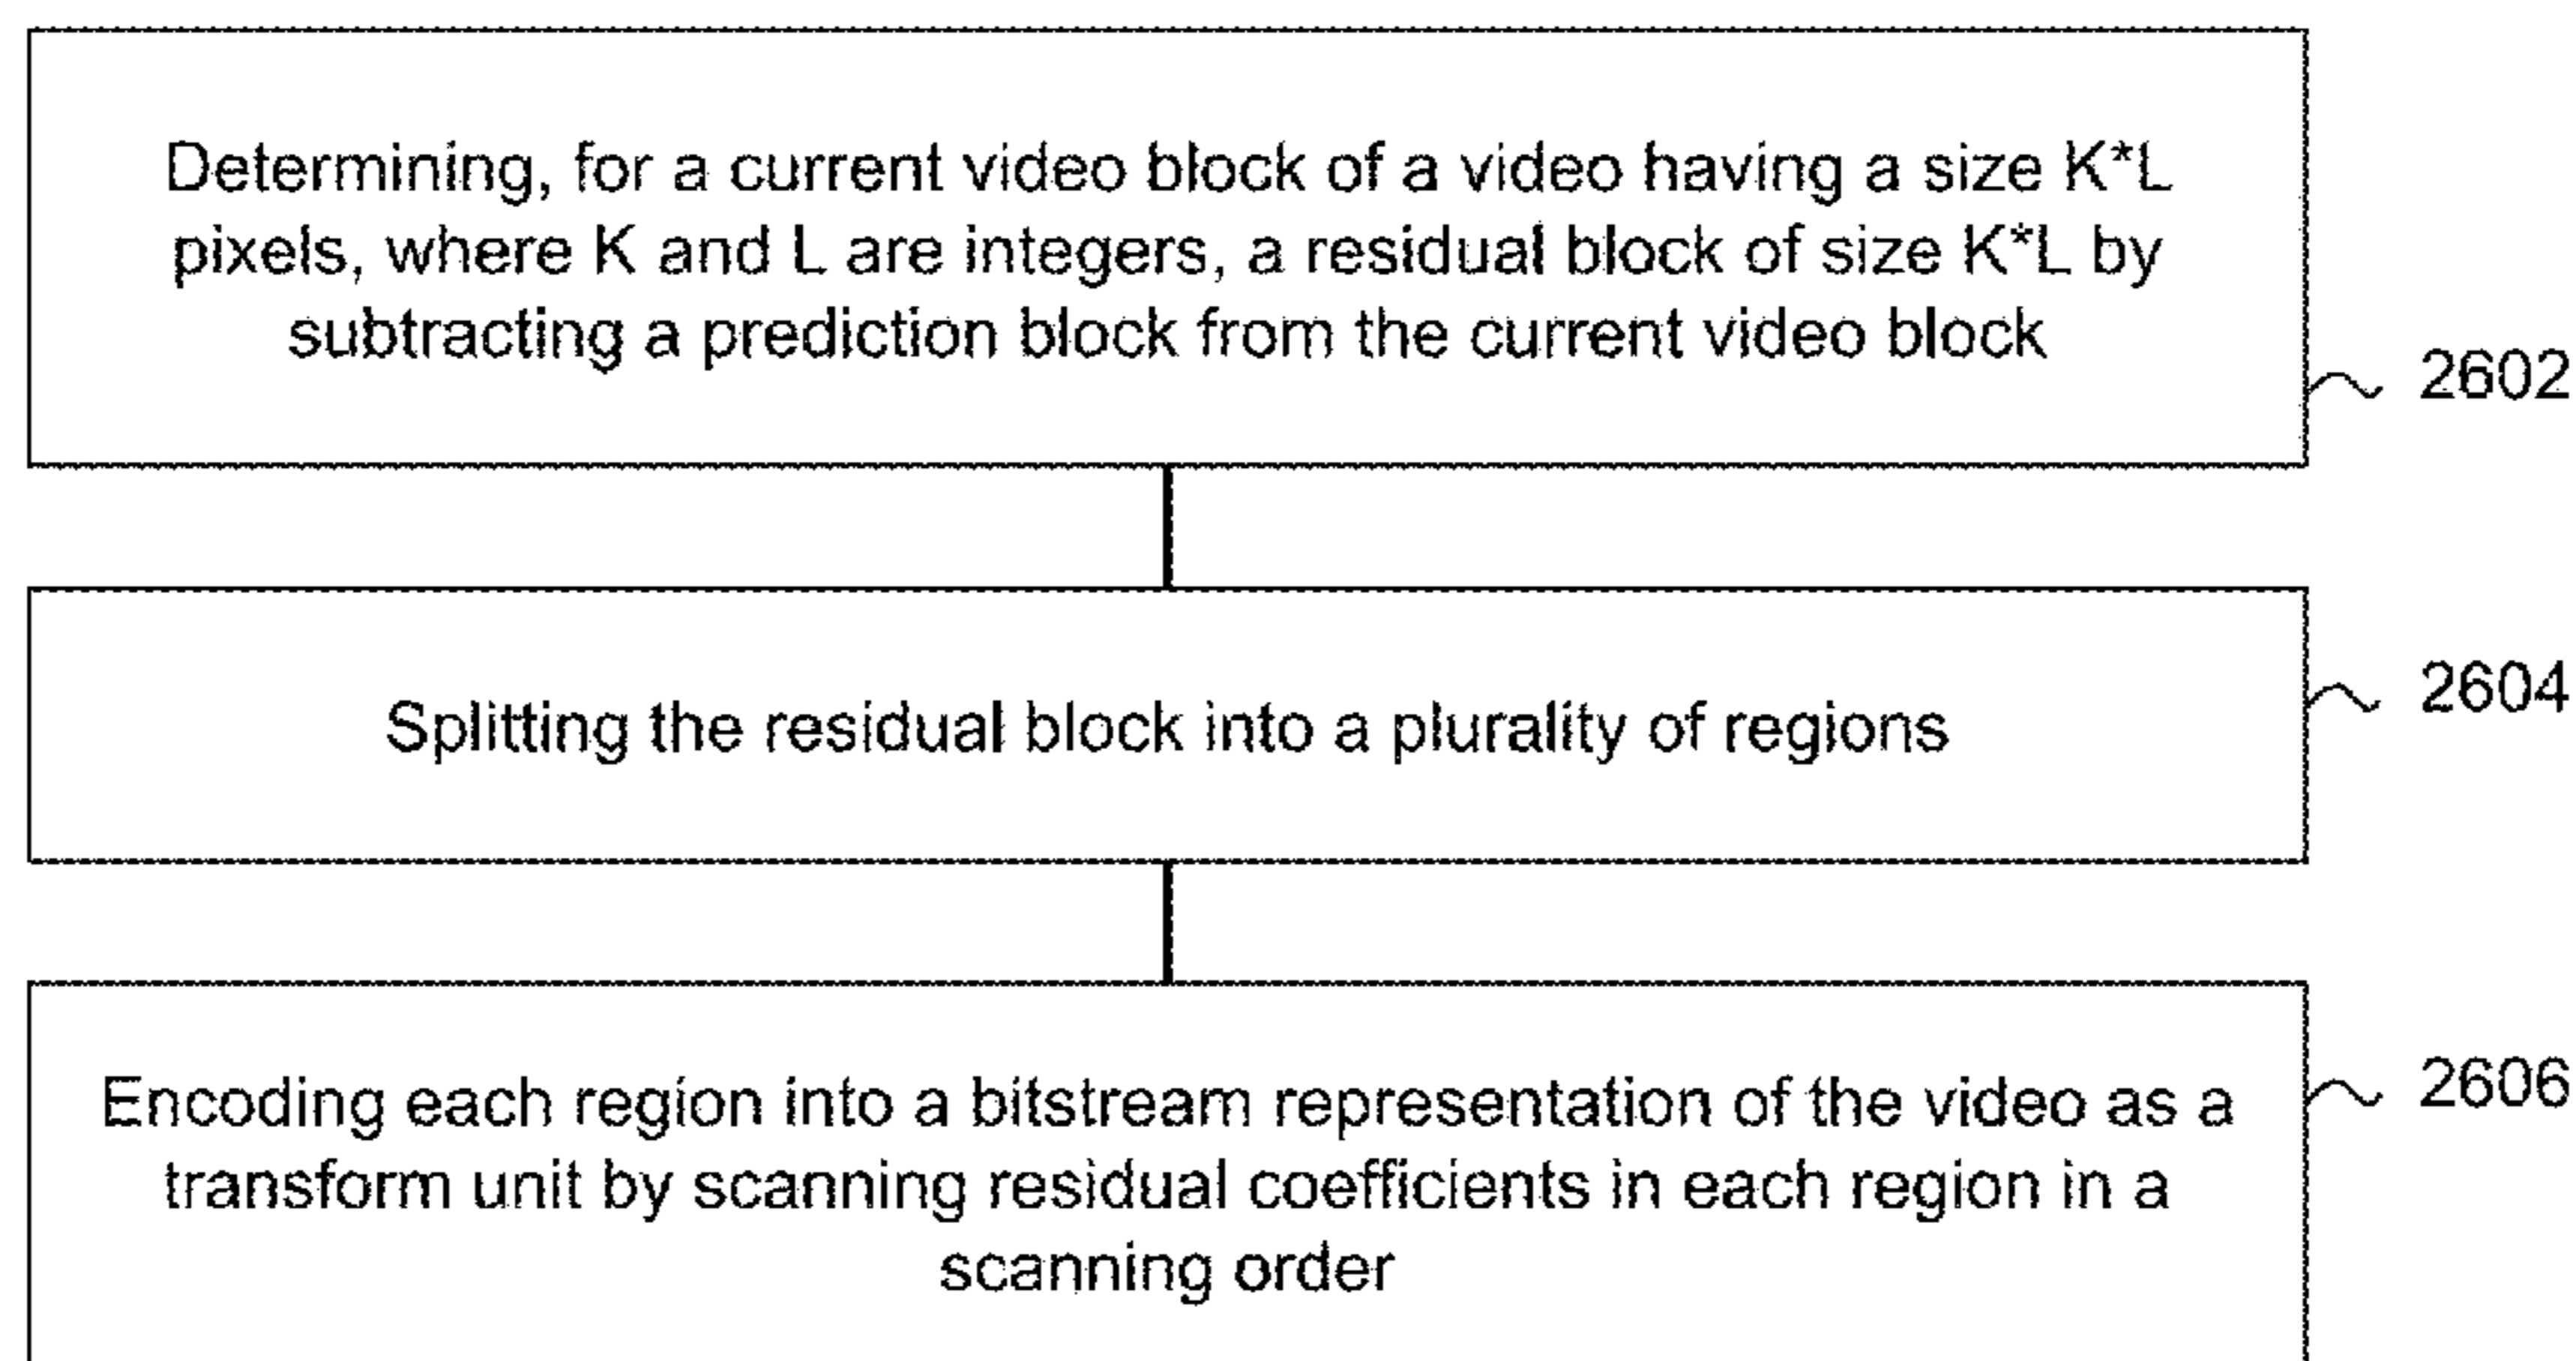 Determining, for a current video block of a video having a size K*L
pixels, where K and L are integers, a residual block of size K*L by
subtracting a prediction block from the current video block
2602
Splitting the residual block into a plurality of regions
2604
Encoding each region into a bitstream representation of the video as a
transform unit by scanning residual coefficients in each region in a
scanning order
2606